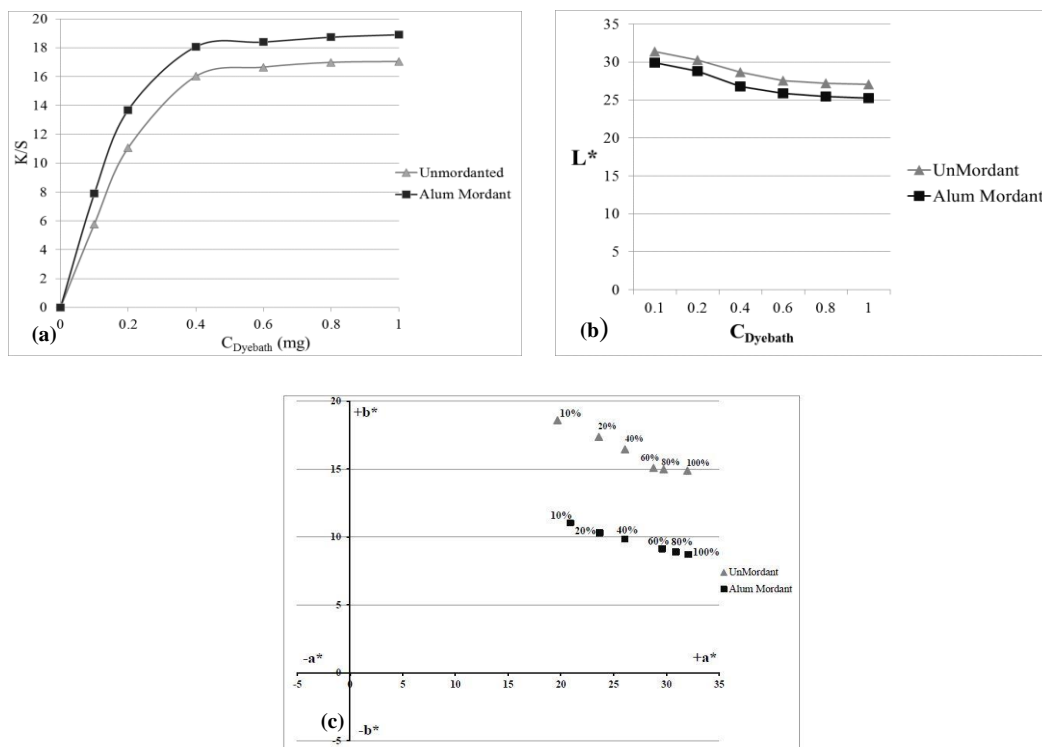 20
18
16
14
12
10
8
6
4
2
0
K/S
0 0.2 0.4 0.6 0.8 1
C_Dyebath (mg)
Unmordanted
Alum Mordant
(a)
35
30
25
20
15
10
5
0
L*
0.1 0.2 0.4 0.6 0.8 1
C_Dyebath
UnMordant
Alum Mordant
(b)
20
15
10
5
0
-5
+b*
10%
20%
40%
60% 80% 100%
10%
20% 40%
60% 80% 100%
UnMordant
Alum Mordant
-a* +a*
-5 0 5 10 15 20 25 30 35
(c) -b*